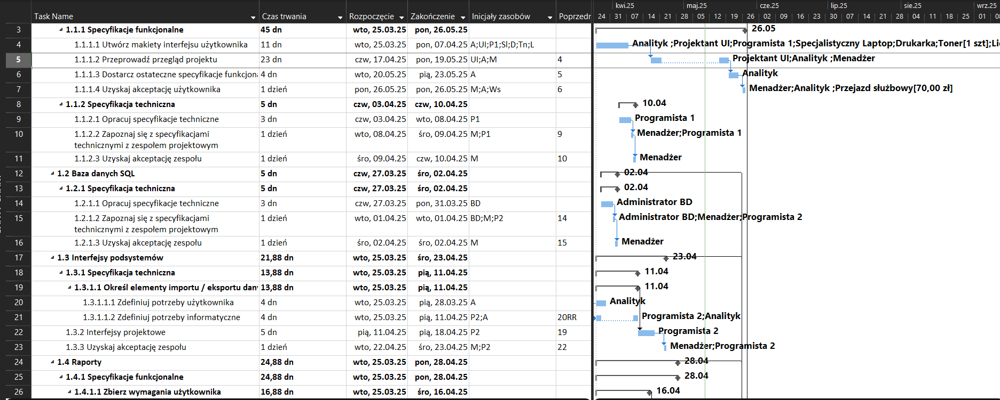 kwi.25 maj.25 cze.25 lip.25 sie.25 wrz.25
Task Name Czas trwania Rozpoczęcie Zakończenie Inicjały zasobów Poprzedn 24 31 07 14 21 28 05 12 19 26 02 09 16 23 30 07 14 21 28 04 11 18 25 01 08
3 1.1.1 Specyfikacje funkcjonalne 45 dn wto, 25.03.25 pon, 26.05.25 26.05
4 1.1.1.1 Utwórz makiety interfejsu użytkownika 11 dn wto, 25.03.25 pon, 07.04.25 A;UI;P1;Sl;D;Tn;L Analityk ;Projektant UI;Programista 1;Specjalistyczny Laptop;Drukarka;Toner[1 szt];Li
5 1.1.1.2 Przeprowadź przegląd projektu 23 dn czw, 17.04.25 pon, 19.05.25 UI;A;M 4 Projektant UI;Analityk ;Menadżer
6 1.1.1.3 Dostarcz ostateczne specyfikacje funkcjon 4 dn wto, 20.05.25 pią, 23.05.25 A 5 Analityk
7 1.1.1.4 Uzyskaj akceptację użytkownika 1 dzień pon, 26.05.25 pon, 26.05.25 M;A;Ws 6 Menadżer;Analityk ;Przejazd służbowy[70,00 zł]
8 1.1.2 Specyfikacja techniczna 5 dn czw, 03.04.25 czw, 10.04.25 10.04
9 1.1.2.1 Opracuj specyfikacje techniczne 3 dn czw, 03.04.25 wto, 08.04.25 P1 Programista 1
10 1.1.2.2 Zapoznaj się z specyfikacjami 1 dzień wto, 08.04.25 śro, 09.04.25 M;P1 9 Menadżer;Programista 1
technicznymi z zespołem projektowym
11 1.1.2.3 Uzyskaj akceptację zespołu 1 dzień śro, 09.04.25 czw, 10.04.25 M 10 Menadżer
12 1.2 Baza danych SQL 5 dn czw, 27.03.25 śro, 02.04.25 02.04
13 1.2.1 Specyfikacja techniczna 5 dn czw, 27.03.25 śro, 02.04.25 02.04
14 1.2.1.1 Opracuj specyfikacje techniczne 3 dn czw, 27.03.25 pon, 31.03.25 BD Administrator BD
15 1.2.1.2 Zapoznaj się z specyfikacjami 1 dzień wto, 01.04.25 wto, 01.04.25 BD;M;P2 14 Administrator BD;Menadżer;Programista 2
technicznymi z zespołem projektowym
16 1.2.1.3 Uzyskaj akceptację zespołu 1 dzień śro, 02.04.25 śro, 02.04.25 M 15 Menadżer
17 1.3 Interfejsy podsystemów 21,88 dn wto, 25.03.25 śro, 23.04.25 23.04
18 1.3.1 Specyfikacja techniczna 13,88 dn wto, 25.03.25 pią, 11.04.25 11.04
19 1.3.1.1 Określ elementy importu / eksportu dan 13,88 dn wto, 25.03.25 pią, 11.04.25 11.04
20 1.3.1.1.1 Zdefiniuj potrzeby użytkownika 4 dn wto, 25.03.25 pią, 28.03.25 A Analityk
21 1.3.1.1.2 Zdefiniuj potrzeby informatyczne 4 dn wto, 25.03.25 pią, 11.04.25 P2;A 20RR Programista 2;Analityk
22 1.3.2 Interfejsy projektowe 5 dn pią, 11.04.25 pią, 18.04.25 P2 19 Programista 2
23 1.3.3 Uzyskaj akceptację zespołu 1 dzień wto, 22.04.25 śro, 23.04.25 M;P2 22 Menadżer;Programista 2
24 1.4 Raporty 24,88 dn wto, 25.03.25 pon, 28.04.25 28.04
25 1.4.1 Specyfikacje funkcjonalne 24,88 dn wto, 25.03.25 pon, 28.04.25 28.04
26 1.4.1.1 Zbierz wymagania użytkownika 16,88 dn wto, 25.03.25 śro, 16.04.25 16.04